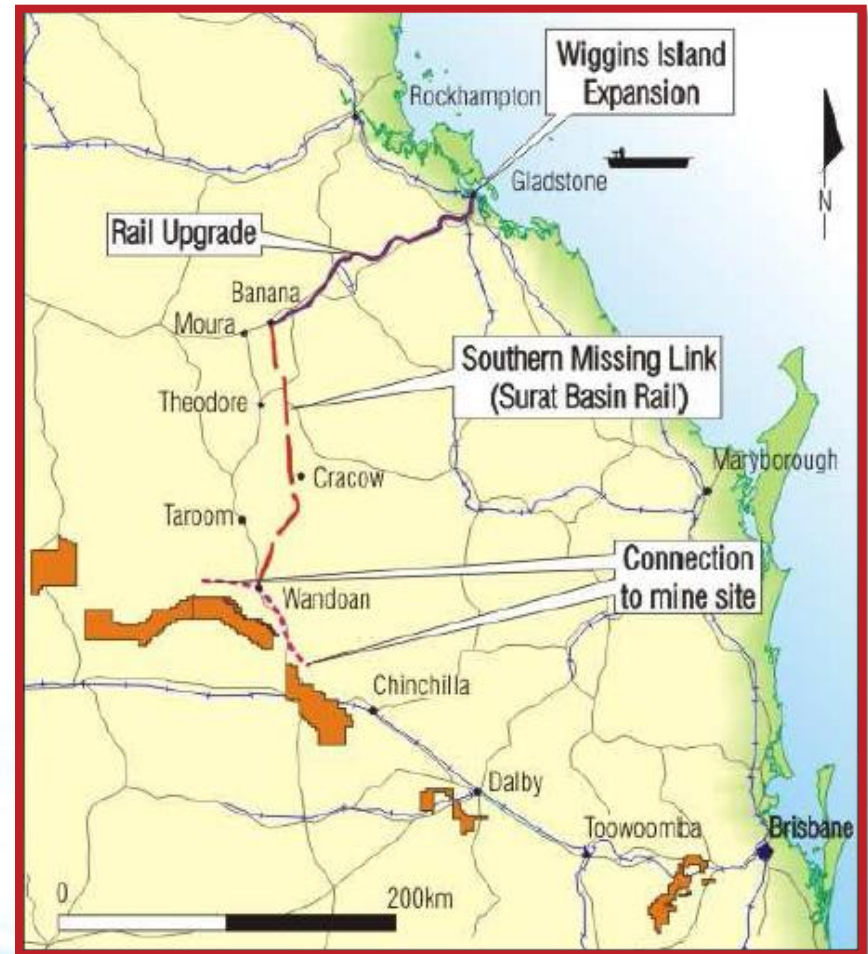 Wiggins Island
Expansion
Rockhampton
Gladstone
N
Rail Upgrade
Banana
Moura
Southern Missing Link
(Surat Basin Rail)
Theodore
Maryborough
Cracow
Taroom
Connection
to mine site
Wandoan
Chinchilla
Dalby
Toowoomba
Brisbane
0
200km